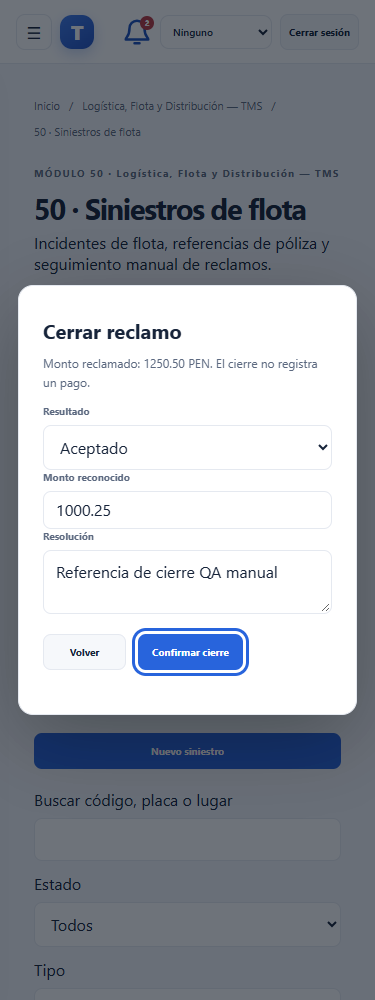 ☰ T 2 Ninguno Cerrar sesión
Inicio / Logística, Flota y Distribución — TMS /
50 · Siniestros de flota
MÓDULO 50 · Logística, Flota y Distribución — TMS
50 · Siniestros de flota
Incidentes de flota, referencias de póliza y
seguimiento manual de reclamos.
Cerrar reclamo
Monto reclamado: 1250.50 PEN. El cierre no registra
un pago.
Resultado
Aceptado
Monto reconocido
1000.25
Resolución
Referencia de cierre QA manual
Volver Confirmar cierre
Nuevo siniestro
Buscar código, placa o lugar
Estado
Todos
Tipo